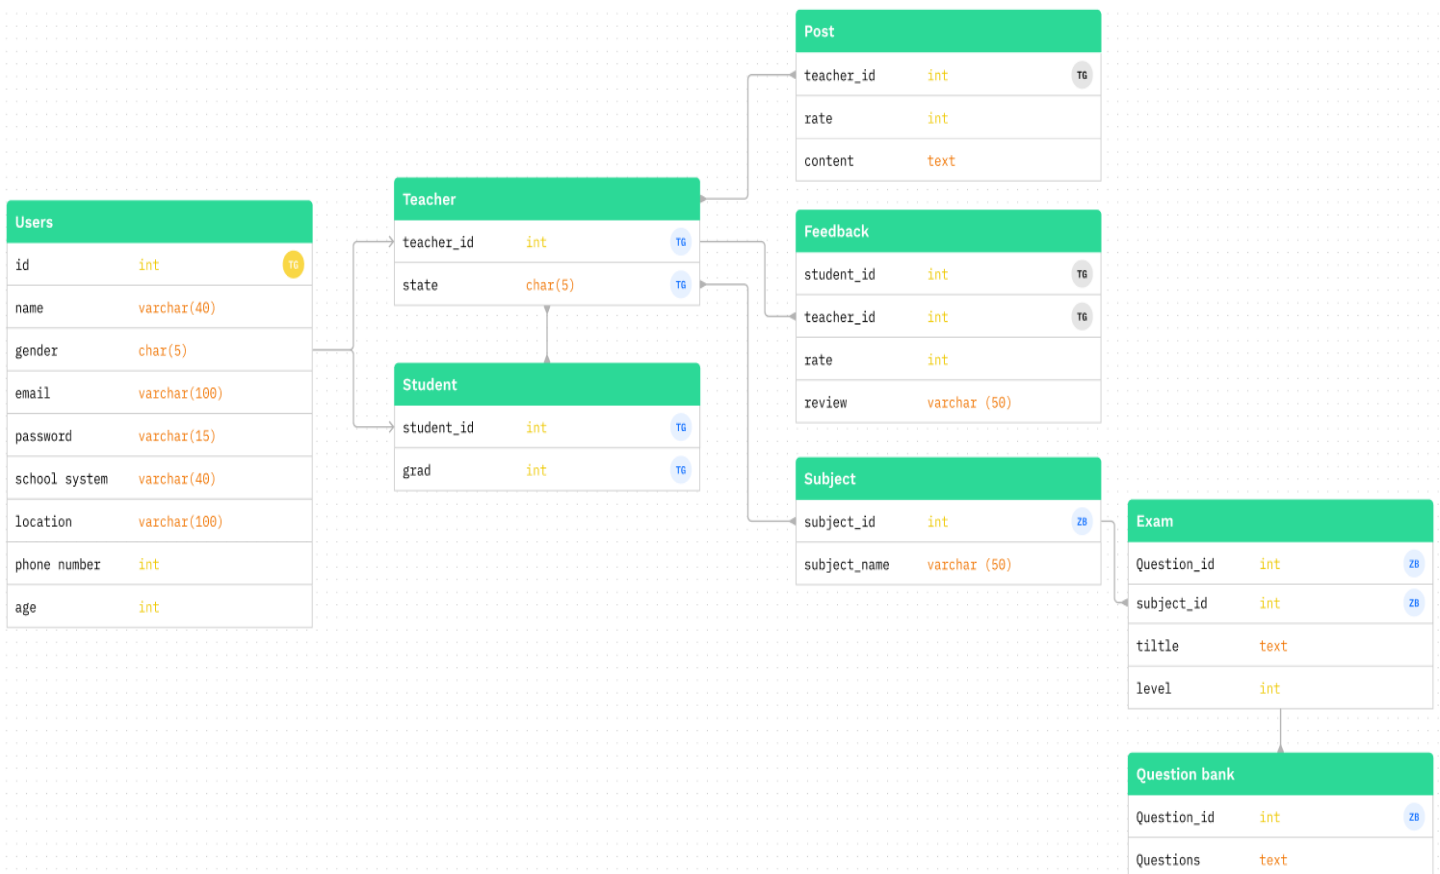 Post
teacher_id int TG
rate int
content text
Teacher
teacher_id int TG
state char(5) TG
Users
id int TG
name varchar(40)
gender char(5)
email varchar(100)
password varchar(15)
school system varchar(40)
location varchar(100)
phone number int
age int
Feedback
student_id int TG
teacher_id int TG
rate int
review varchar (50)
Student
student_id int TG
grad int TG
Subject
subject_id int ZB
subject_name varchar (50)
Exam
Question_id int ZB
subject_id int ZB
tiltle text
level int
Question bank
Question_id int ZB
Questions text